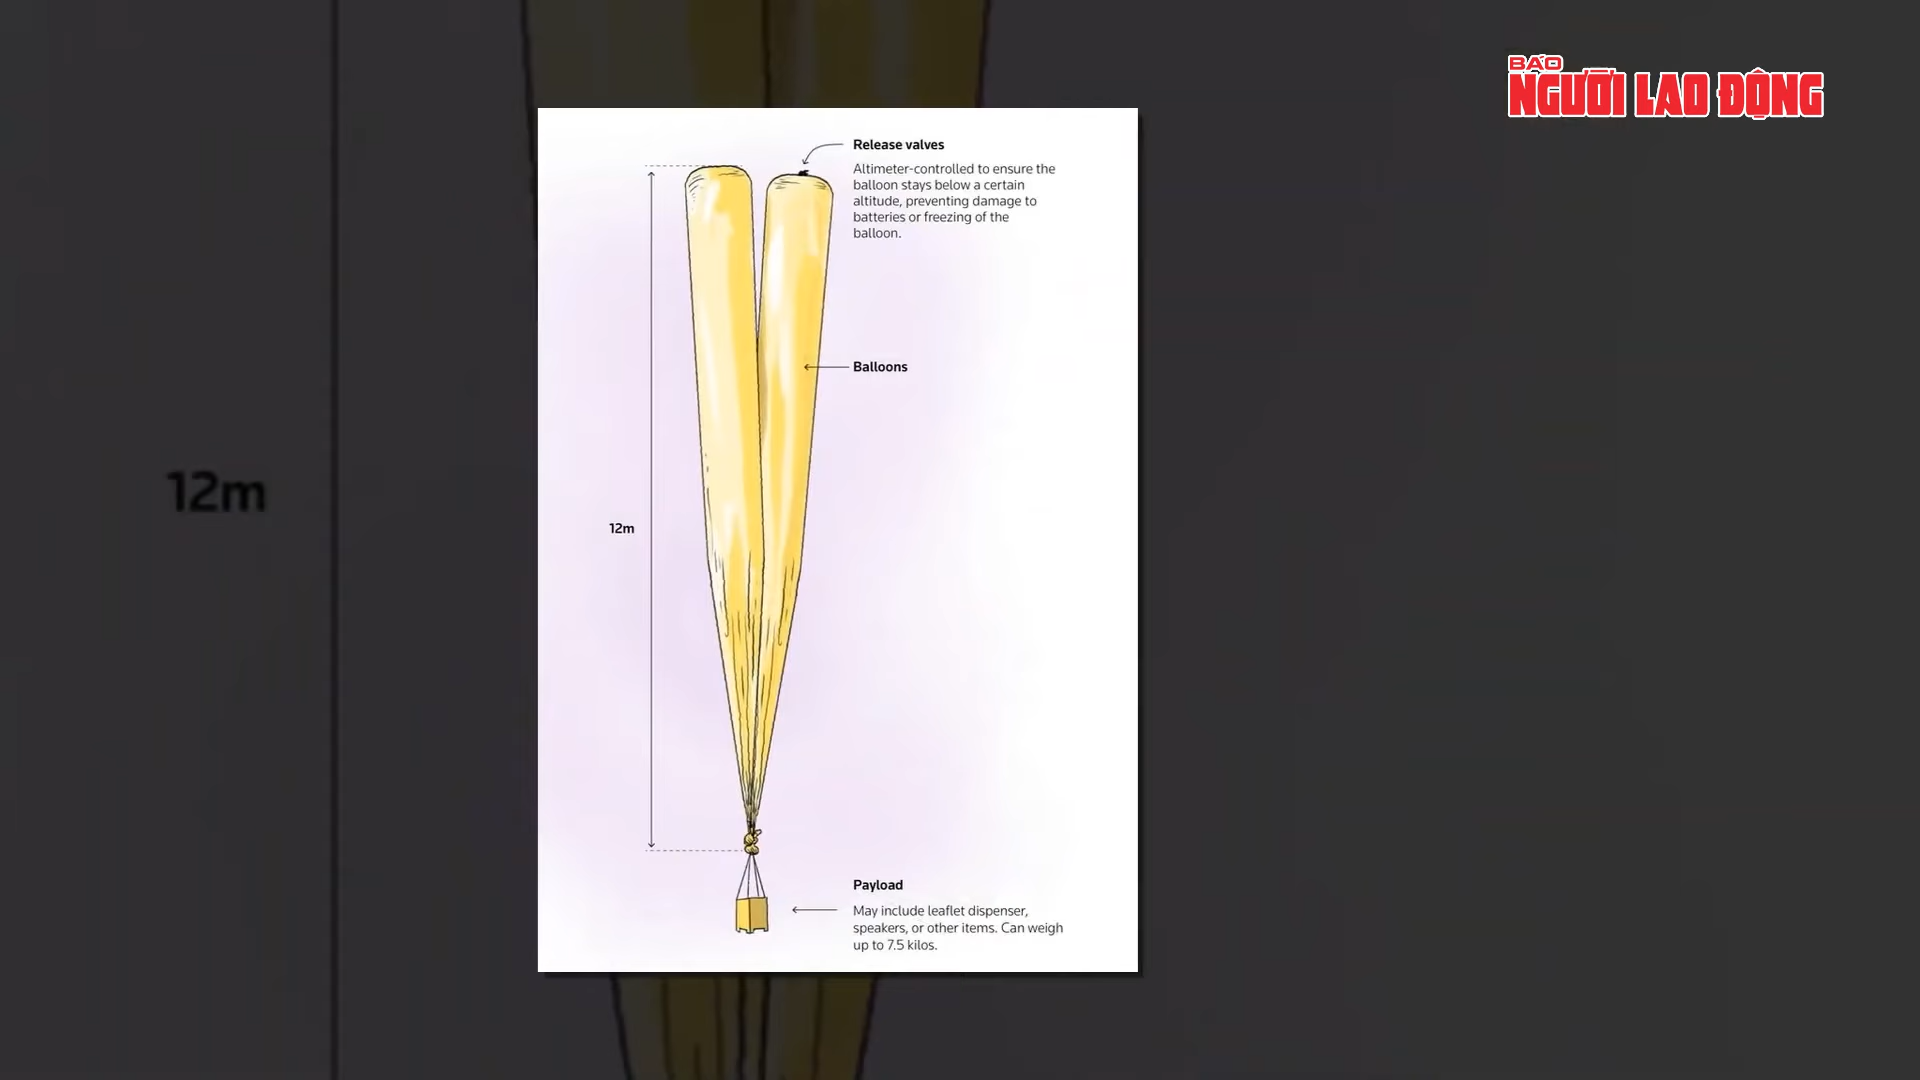 BÁO
NGƯỜI LAO ĐỘNG
Release valves
Altimeter-controlled to ensure the
balloon stays below a certain
altitude, preventing damage to
batteries or freezing of the
balloon.
Balloons
12m
12m
Payload
May include leaflet dispenser,
speakers, or other items. Can weigh
up to 7.5 kilos.